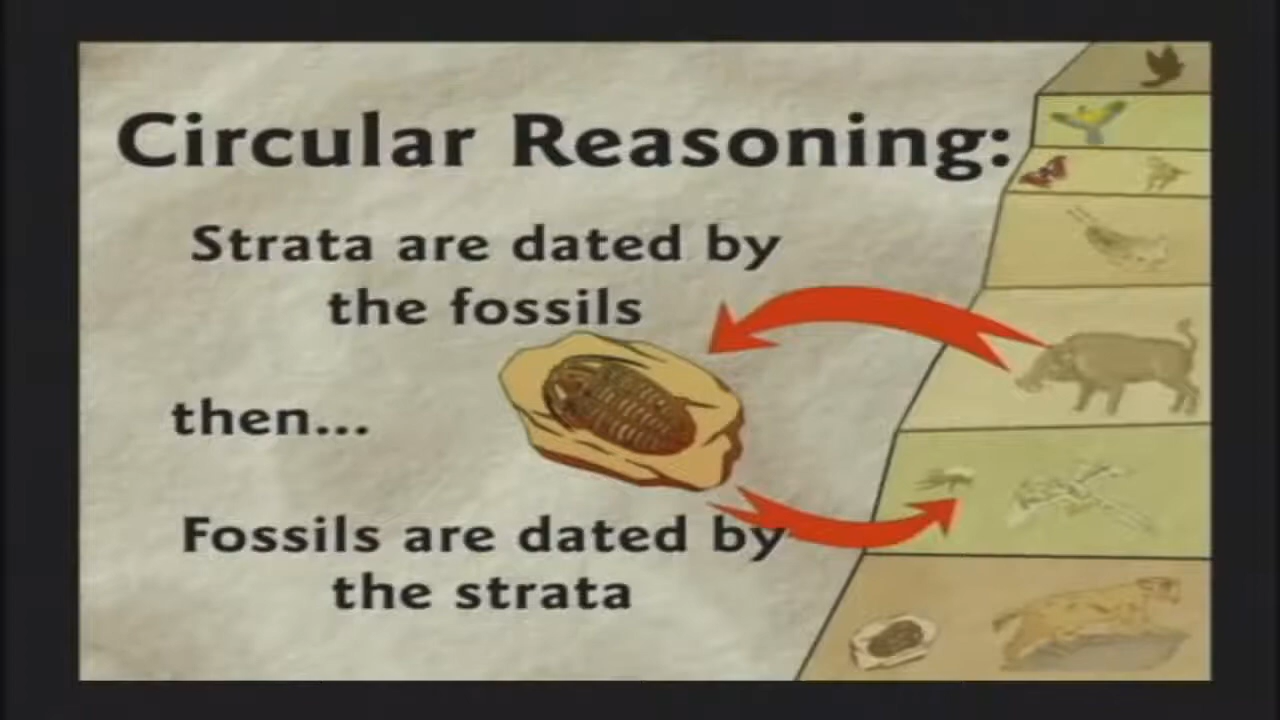 Circular Reasoning:
Strata are dated by
the fossils
then...
Fossils are dated by
the strata